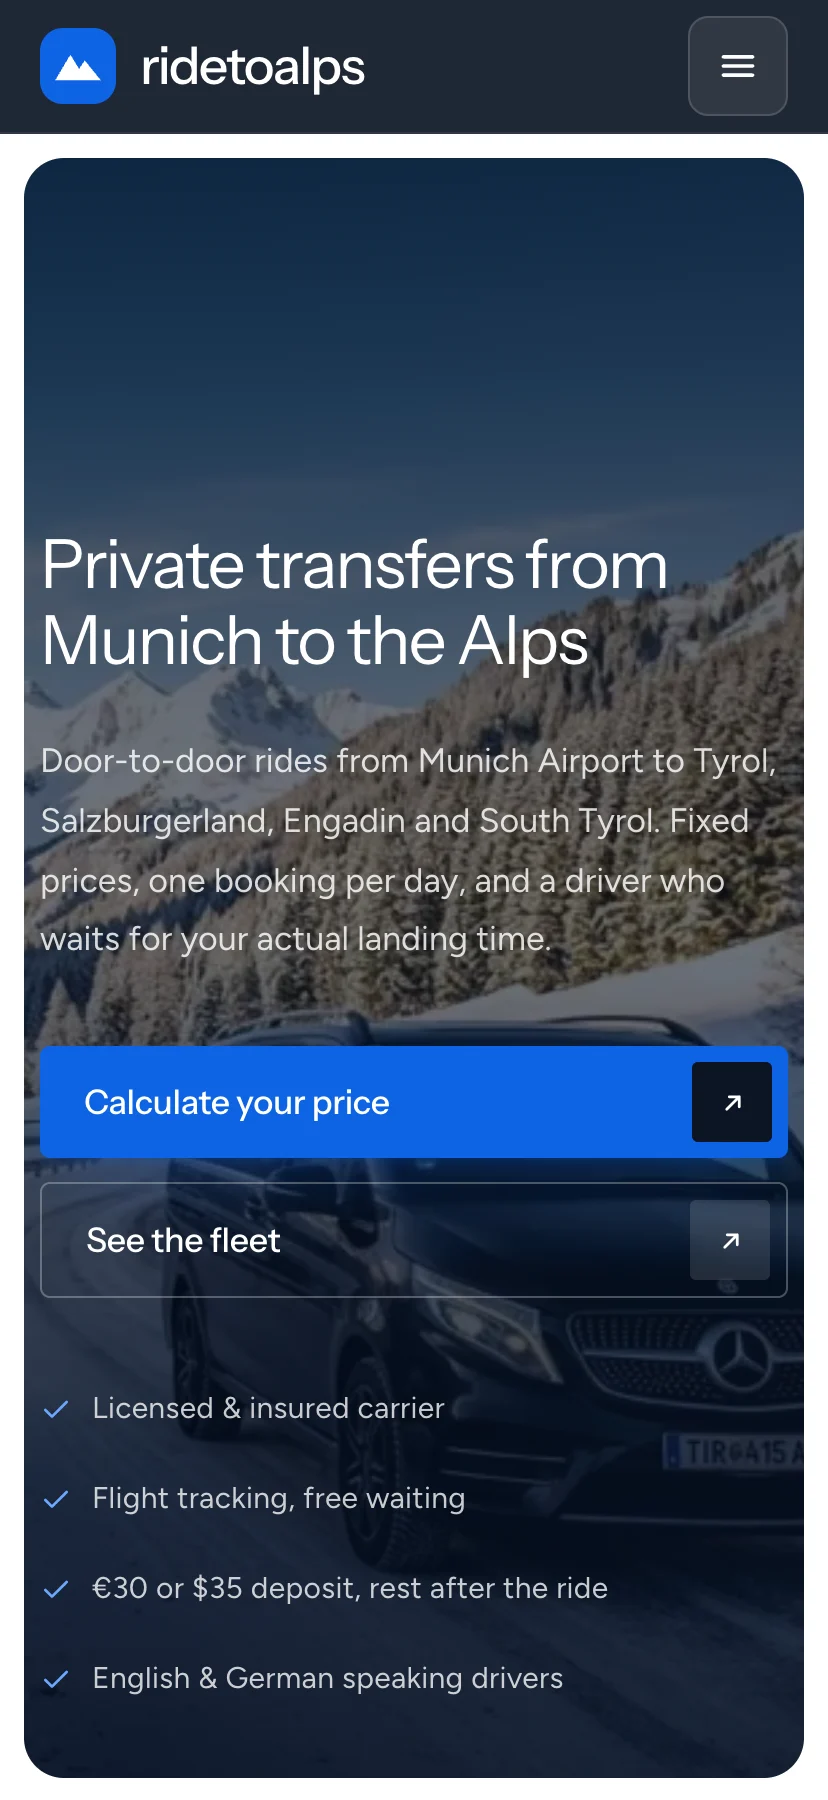 ridetoalps
Private transfers from
Munich to the Alps
Door-to-door rides from Munich Airport to Tyrol,
Salzburgerland, Engadin and South Tyrol. Fixed
prices, one booking per day, and a driver who
waits for your actual landing time.
Calculate your price
See the fleet
Licensed & insured carrier
TIR A15 A
Flight tracking, free waiting
€30 or $35 deposit, rest after the ride
English & German speaking drivers